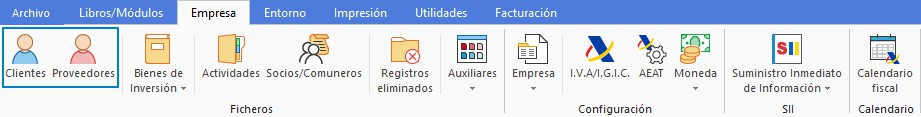 Archivo Libros/Módulos Empresa Entorno Impresión Utilidades Facturación
Clientes Proveedores Bienes de Inversión Actividades Socios/Comuneros Registros eliminados Auxiliares Empresa I.V.A/I.G.I.C. AEAT Moneda SII Suministro Inmediato de Información Calendario fiscal
Ficheros Configuración SII Calendario